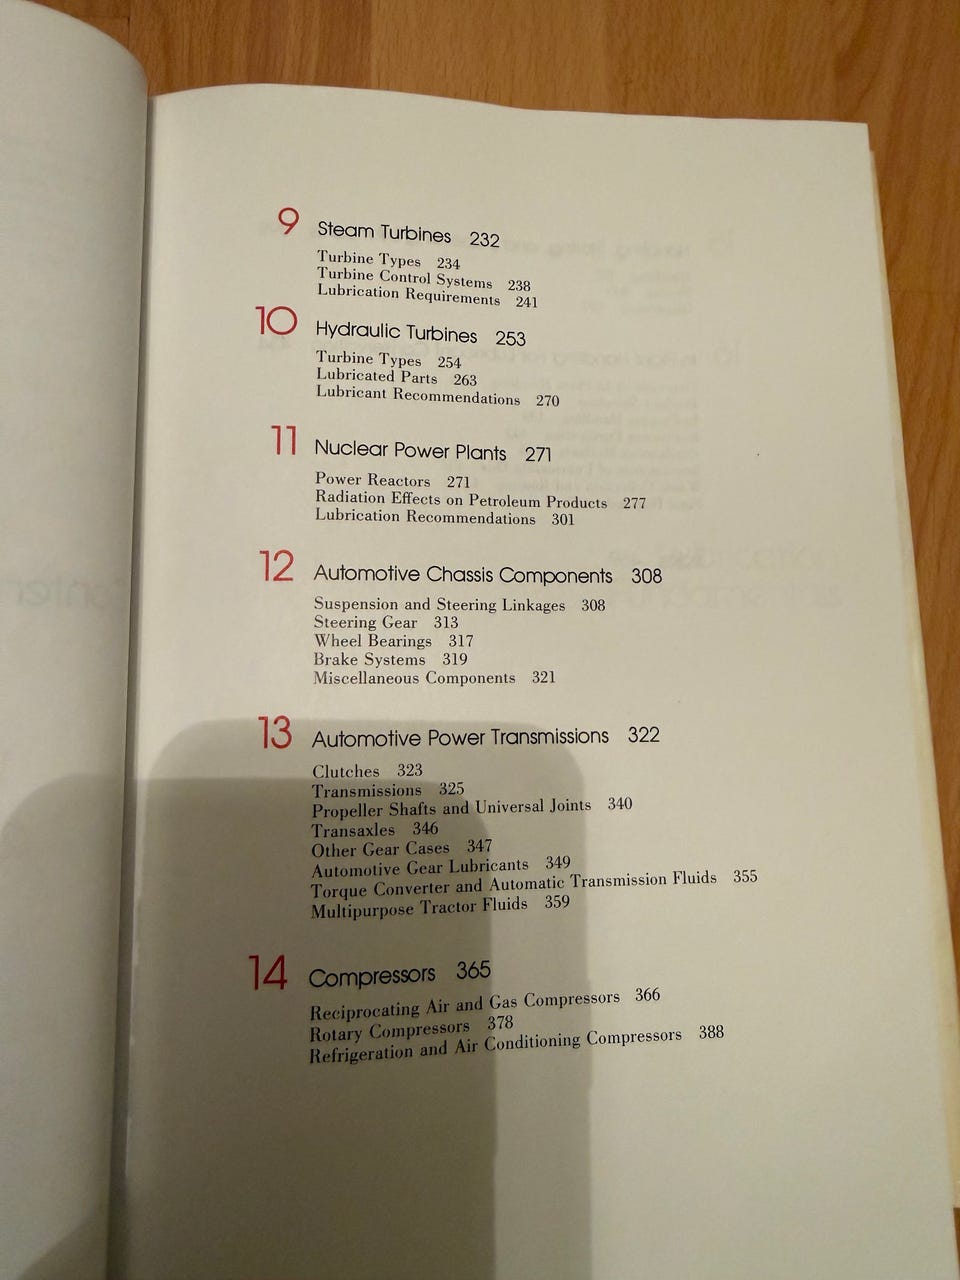 9 Steam Turbines 232
Turbine Types 234
Turbine Control Systems 238
Lubrication Requirements 241
10 Hydraulic Turbines 253
Turbine Types 254
Lubricated Parts 263
Lubricant Recommendations 270
11 Nuclear Power Plants 271
Power Reactors 271
Radiation Effects on Petroleum Products 277
Lubrication Recommendations 301
12 Automotive Chassis Components 308
Suspension and Steering Linkages 308
Steering Gear 313
Wheel Bearings 317
Brake Systems 319
Miscellaneous Components 321
13 Automotive Power Transmissions 322
Clutches 323
Transmissions 325
Propeller Shafts and Universal Joints 340
Transaxles 346
Other Gear Cases 347
Automotive Gear Lubricants 349
Torque Converter and Automatic Transmission Fluids 355
Multipurpose Tractor Fluids 359
14 Compressors 365
Reciprocating Air and Gas Compressors 366
Rotary Compressors 378
Refrigeration and Air Conditioning Compressors 388